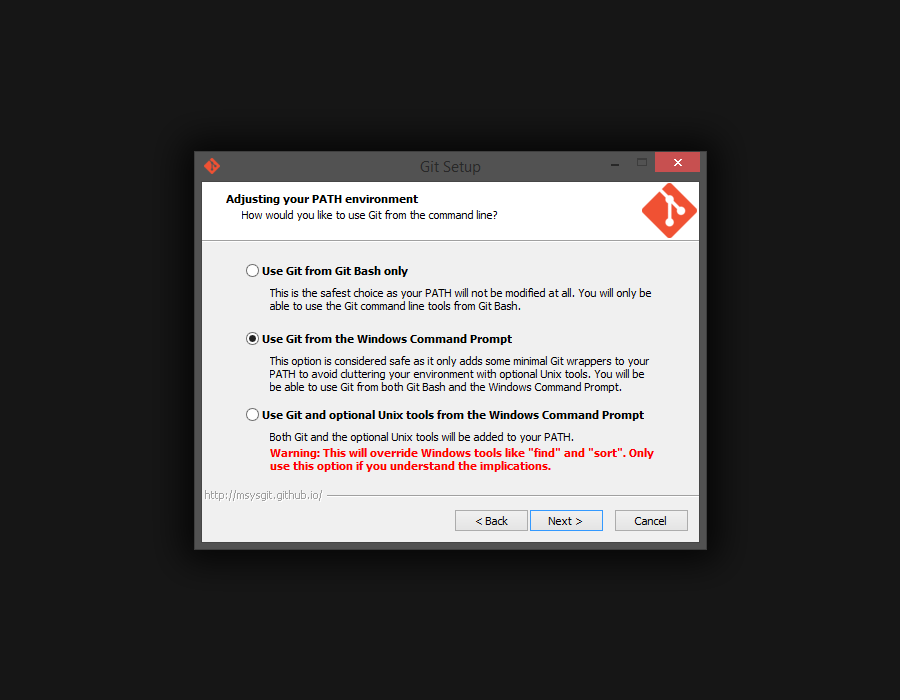 Git Setup
Adjusting your PATH environment
How would you like to use Git from the command line?
Use Git from Git Bash only
This is the safest choice as your PATH will not be modified at all. You will only be
able to use the Git command line tools from Git Bash.
Use Git from the Windows Command Prompt
This option is considered safe as it only adds some minimal Git wrappers to your
PATH to avoid cluttering your environment with optional Unix tools. You will be
be able to use Git from both Git Bash and the Windows Command Prompt.
Use Git and optional Unix tools from the Windows Command Prompt
Both Git and the optional Unix tools will be added to your PATH.
Warning: This will override Windows tools like "find" and "sort". Only
use this option if you understand the implications.
http://msysgit.github.io/
< Back Next > Cancel